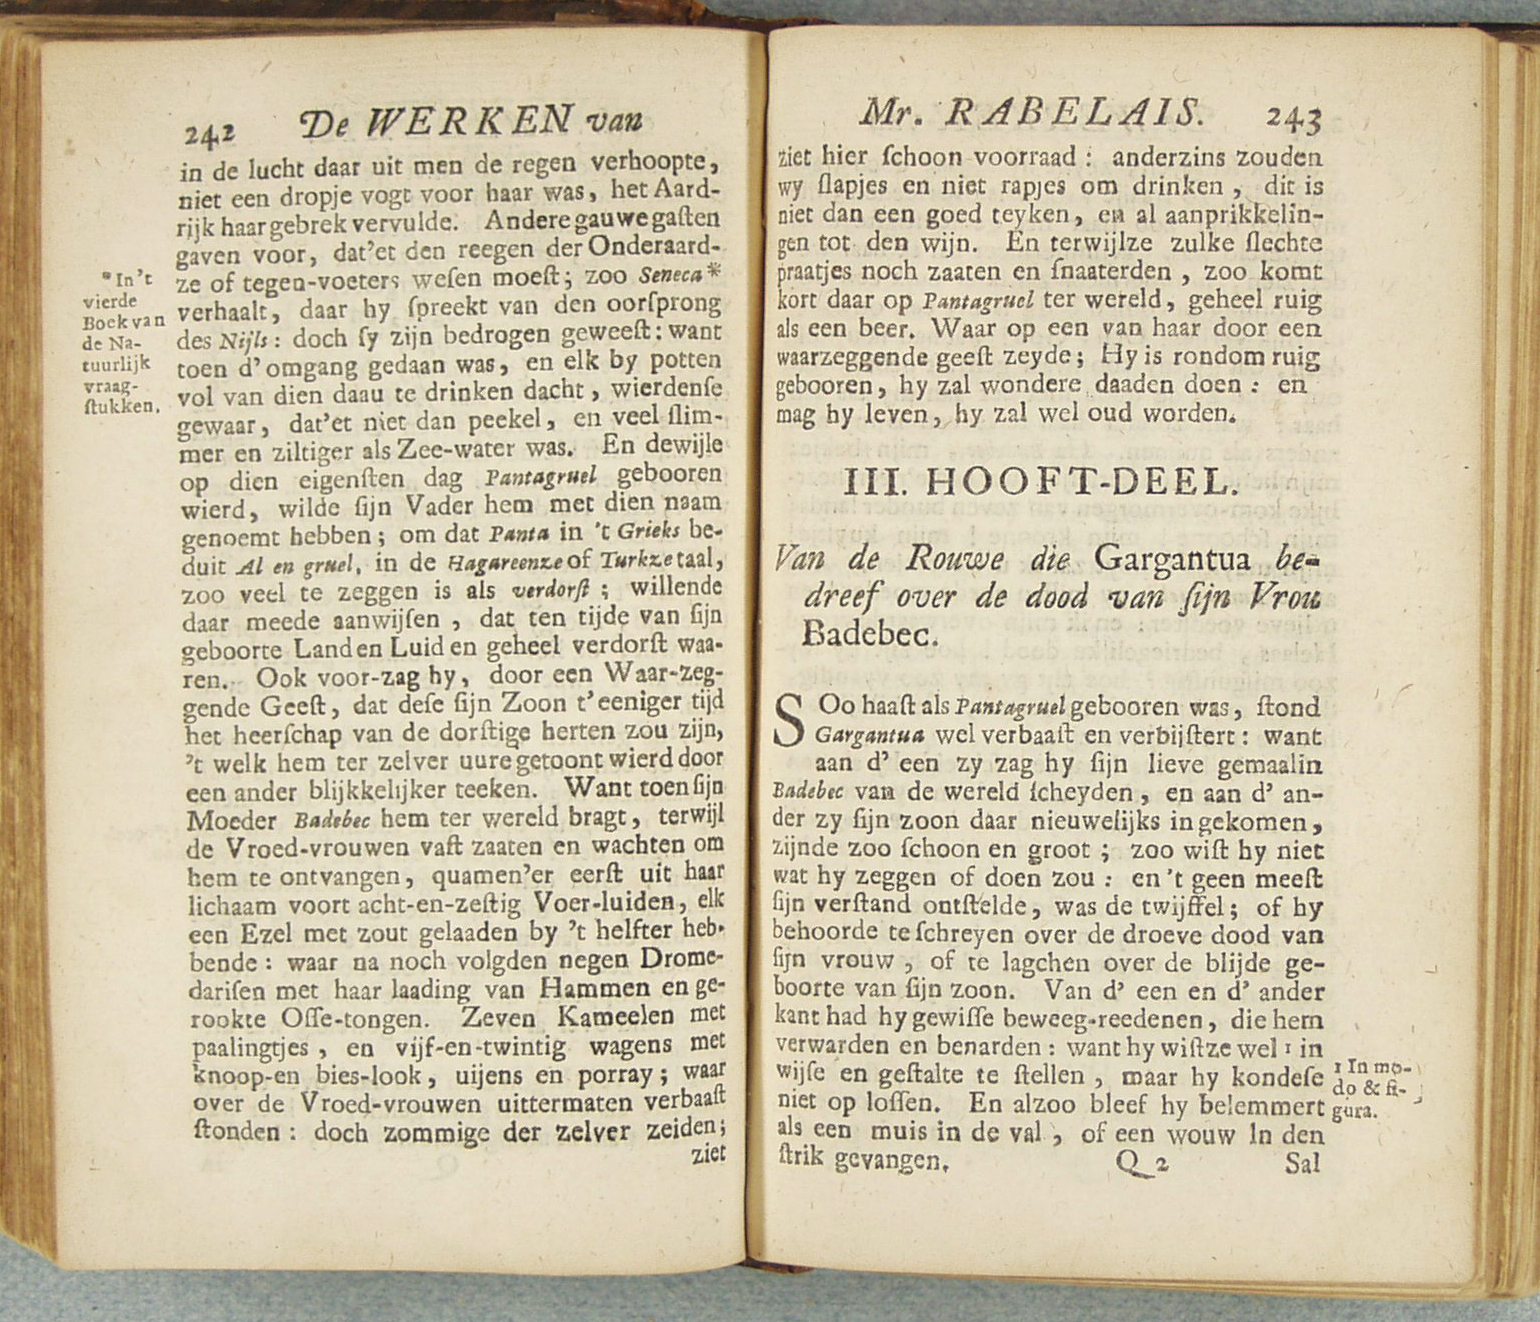 242 De WERKEN van
in de lucht daar uit men de regen verhoopte,
niet een dropje vogt voor haar was, het Aard-
rijk haar gebrek vervulde. Andere gauwe gaſten
gaven voor, dat'et den reegen der Onderaard-
ze of tegen-voeters weſen moeſt; zoo Seneca*
verhaalt, daar hy ſpreekt van den oorſprong
des Nijls: doch ſy zijn bedrogen geweeſt: want
toen d'omgang gedaan was, en elk by potten
vol van dien daau te drinken dacht, wierdenſe
gewaar, dat'et niet dan peekel, en veel ſlim-
mer en ziltiger als Zee-water was. En dewijle
op dien eigenſten dag Pantagruel gebooren
wierd, wilde ſijn Vader hem met dien naam
genoemt hebben; om dat Panta in 't Grieks be-
duit Al en gruel, in de Hagareenze of Turkze taal,
zoo veel te zeggen is als verdorſt; willende
daar meede aanwijſen, dat ten tijde van ſijn
geboorte Land en Luiden geheel verdorſt waa-
ren. Ook voor-zag hy, door een Waar-zeg-
gende Geeſt, dat deſe ſijn Zoon t'eeniger tijd
het heerſchap van de dorſtige herten zou zijn,
't welk hem ter zelver uure getoont wierd door
een ander blijkkelijker teeken. Want toen ſijn
Moeder Badebec hem ter wereld bragt, terwijl
de Vroed-vrouwen vaſt zaaten en wachten om
hem te ontvangen, quamen'er eerſt uit haar
lichaam voort acht-en-zeſtig Voer-luiden, elk
een Ezel met zout gelaaden by 't helfter heb-
bende: waar na noch volgden negen Drome-
dariſen met haar laading van Hammen en ge-
rookte Oſſe-tongen. Zeven Kameelen met
paalingtjes, en vijf-en-twintig wagens met
knoop-en bies-look, uijens en porray; waar
over de Vroed-vrouwen uittermaten verbaaſt
ſtonden: doch zommige der zelver zeiden;
ziet
*In't
vierde
Boek van
de Na-
tuurlijk
vraag-
ſtukken.
Mr. RABELAIS. 243
ziet hier ſchoon voorraad: anderzins zouden
wy ſlapjes en niet rapjes om drinken, dit is
niet dan een goed teyken, en al aanprikkelin-
gen tot den wijn. En terwijlze zulke ſlechte
praatjes noch zaaten en ſnaaterden, zoo komt
kort daar op Pantagruel ter wereld, geheel ruig
als een beer. Waar op een van haar door een
waarzeggende geeſt zeyde; Hy is rondom ruig
gebooren, hy zal wondere daaden doen: en
mag hy leven, hy zal wel oud worden.
III. HOOFT-DEEL.
Van de Rouwe die Gargantua be-
dreef over de dood van ſijn Vrou
Badebec.
SOo haaſt als Pantagruel gebooren was, ſtond
Gargantua wel verbaaſt en verbijſtert: want
aan d'een zy zag hy ſijn lieve gemaalin
Badebec van de wereld ſcheyden, en aan d'an-
der zy ſijn zoon daar nieuwelijks ingekomen,
zijnde zoo ſchoon en groot; zoo wiſt hy niet
wat hy zeggen of doen zou: en 't geen meeſt
ſijn verſtand ontſtelde, was de twijffel; of hy
behoorde te ſchreyen over de droeve dood van
ſijn vrouw, of te lagchen over de blijde ge-
boorte van ſijn zoon. Van d'een en d'ander
kant had hy gewiſſe beweeg-reedenen, die hem
verwarden en benarden: want hy wiſtze wel 1 in
wijſe en geſtalte te ſtellen, maar hy kondeſe
niet op loſſen. En alzoo bleef hy belemmert
als een muis in de val, of een wouw in den
ſtrik gevangen.
1 In mo-
do & fi-
gura.
Q 2 Sal